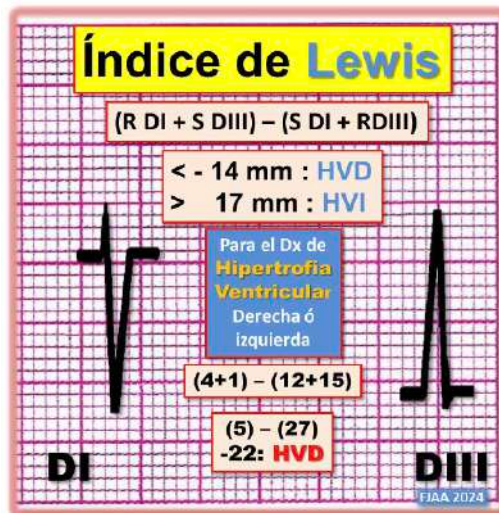 Índice de Lewis
(R DI + S DIII) – (S DI + RDIII)
< - 14 mm : HVD
> 17 mm : HVI
Para el Dx de
Hipertrofia
Ventricular
Derecha ó
izquierda
(4+1) – (12+15)
(5) – (27)
-22: HVD
DI
DIII
FJAA 2024